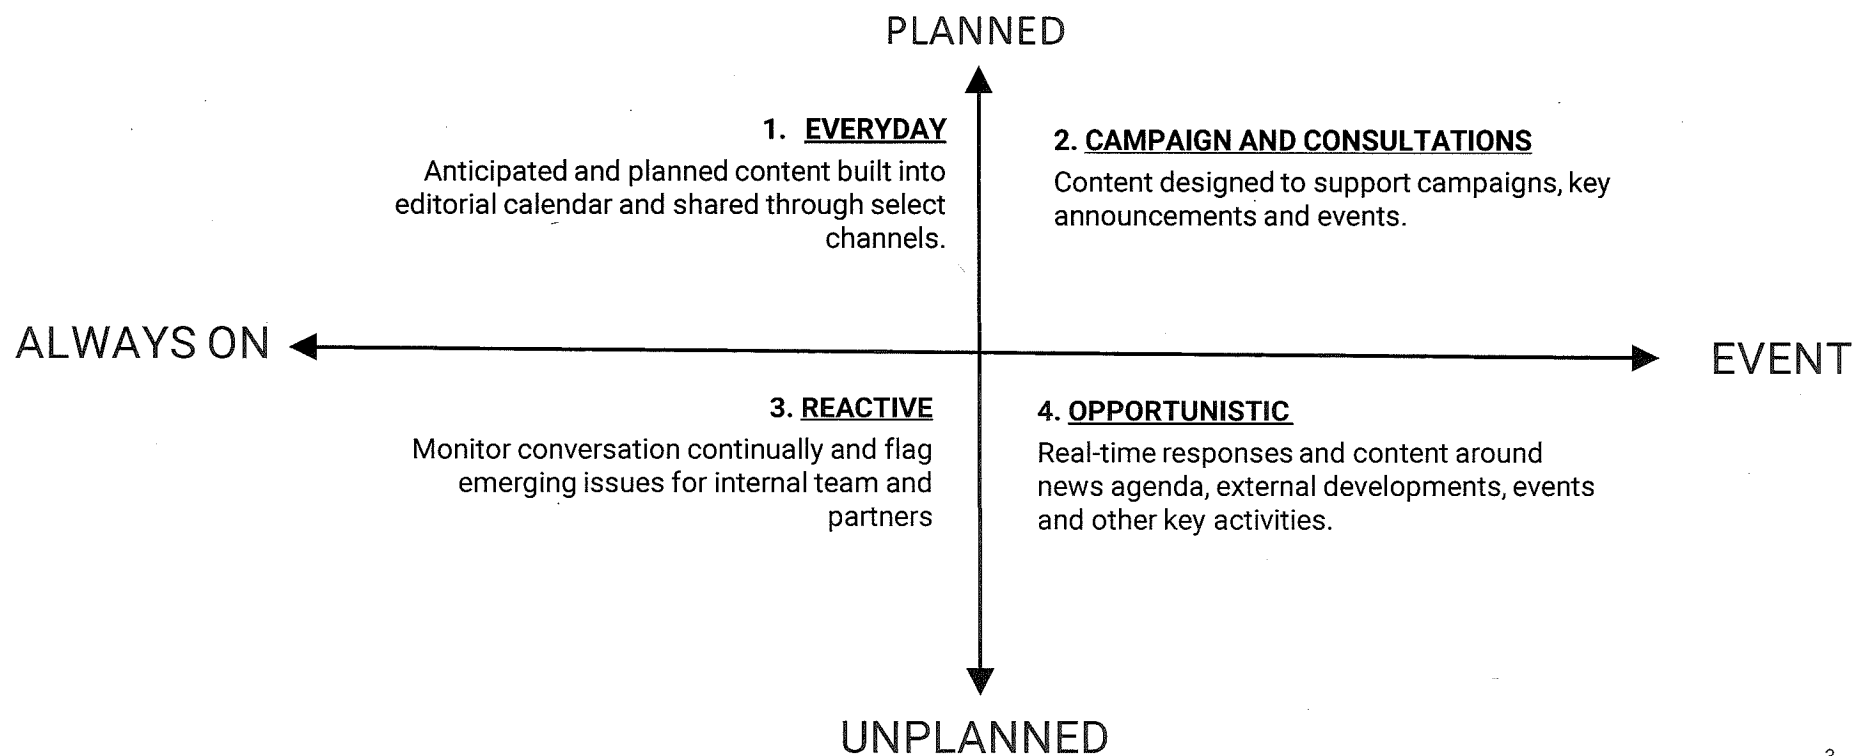 PLANNED
1. EVERYDAY
Anticipated and planned content built into
editorial calendar and shared through select
channels.
2. CAMPAIGN AND CONSULTATIONS
Content designed to support campaigns, key
announcements and events.
ALWAYS ON
EVENT
3. REACTIVE
Monitor conversation continually and flag
emerging issues for internal team and
partners
4. OPPORTUNISTIC
Real-time responses and content around
news agenda, external developments, events
and other key activities.
UNPLANNED